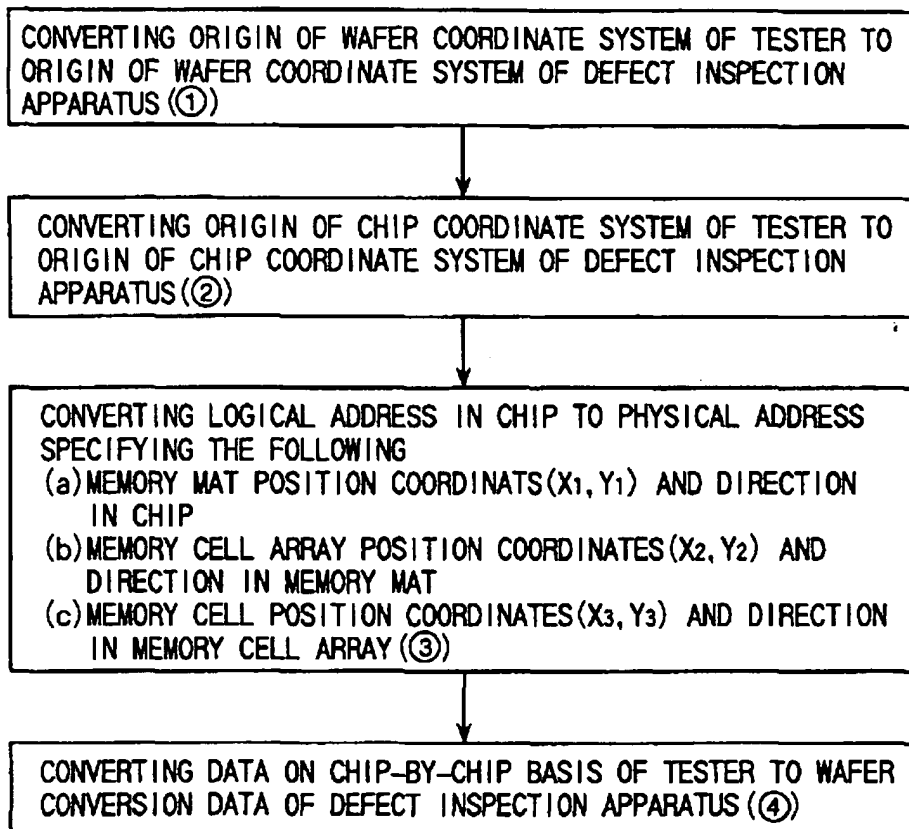 CONVERTING ORIGIN OF WAFER COORDINATE SYSTEM OF TESTER TO
ORIGIN OF WAFER COORDINATE SYSTEM OF DEFECT INSPECTION
APPARATUS(①)
CONVERTING ORIGIN OF CHIP COORDINATE SYSTEM OF TESTER TO
ORIGIN OF CHIP COORDINATE SYSTEM OF DEFECT INSPECTION
APPARATUS(②)
CONVERTING LOGICAL ADDRESS IN CHIP TO PHYSICAL ADDRESS
SPECIFYING THE FOLLOWING
(a)MEMORY MAT POSITION COORDINATS(X1, Y1) AND DIRECTION
IN CHIP
(b)MEMORY CELL ARRAY POSITION COORDINATES(X2, Y2) AND
DIRECTION IN MEMORY MAT
(c)MEMORY CELL POSITION COORDINATES(X3, Y3) AND DIRECTION
IN MEMORY CELL ARRAY(③)
CONVERTING DATA ON CHIP-BY-CHIP BASIS OF TESTER TO WAFER
CONVERSION DATA OF DEFECT INSPECTION APPARATUS(④)